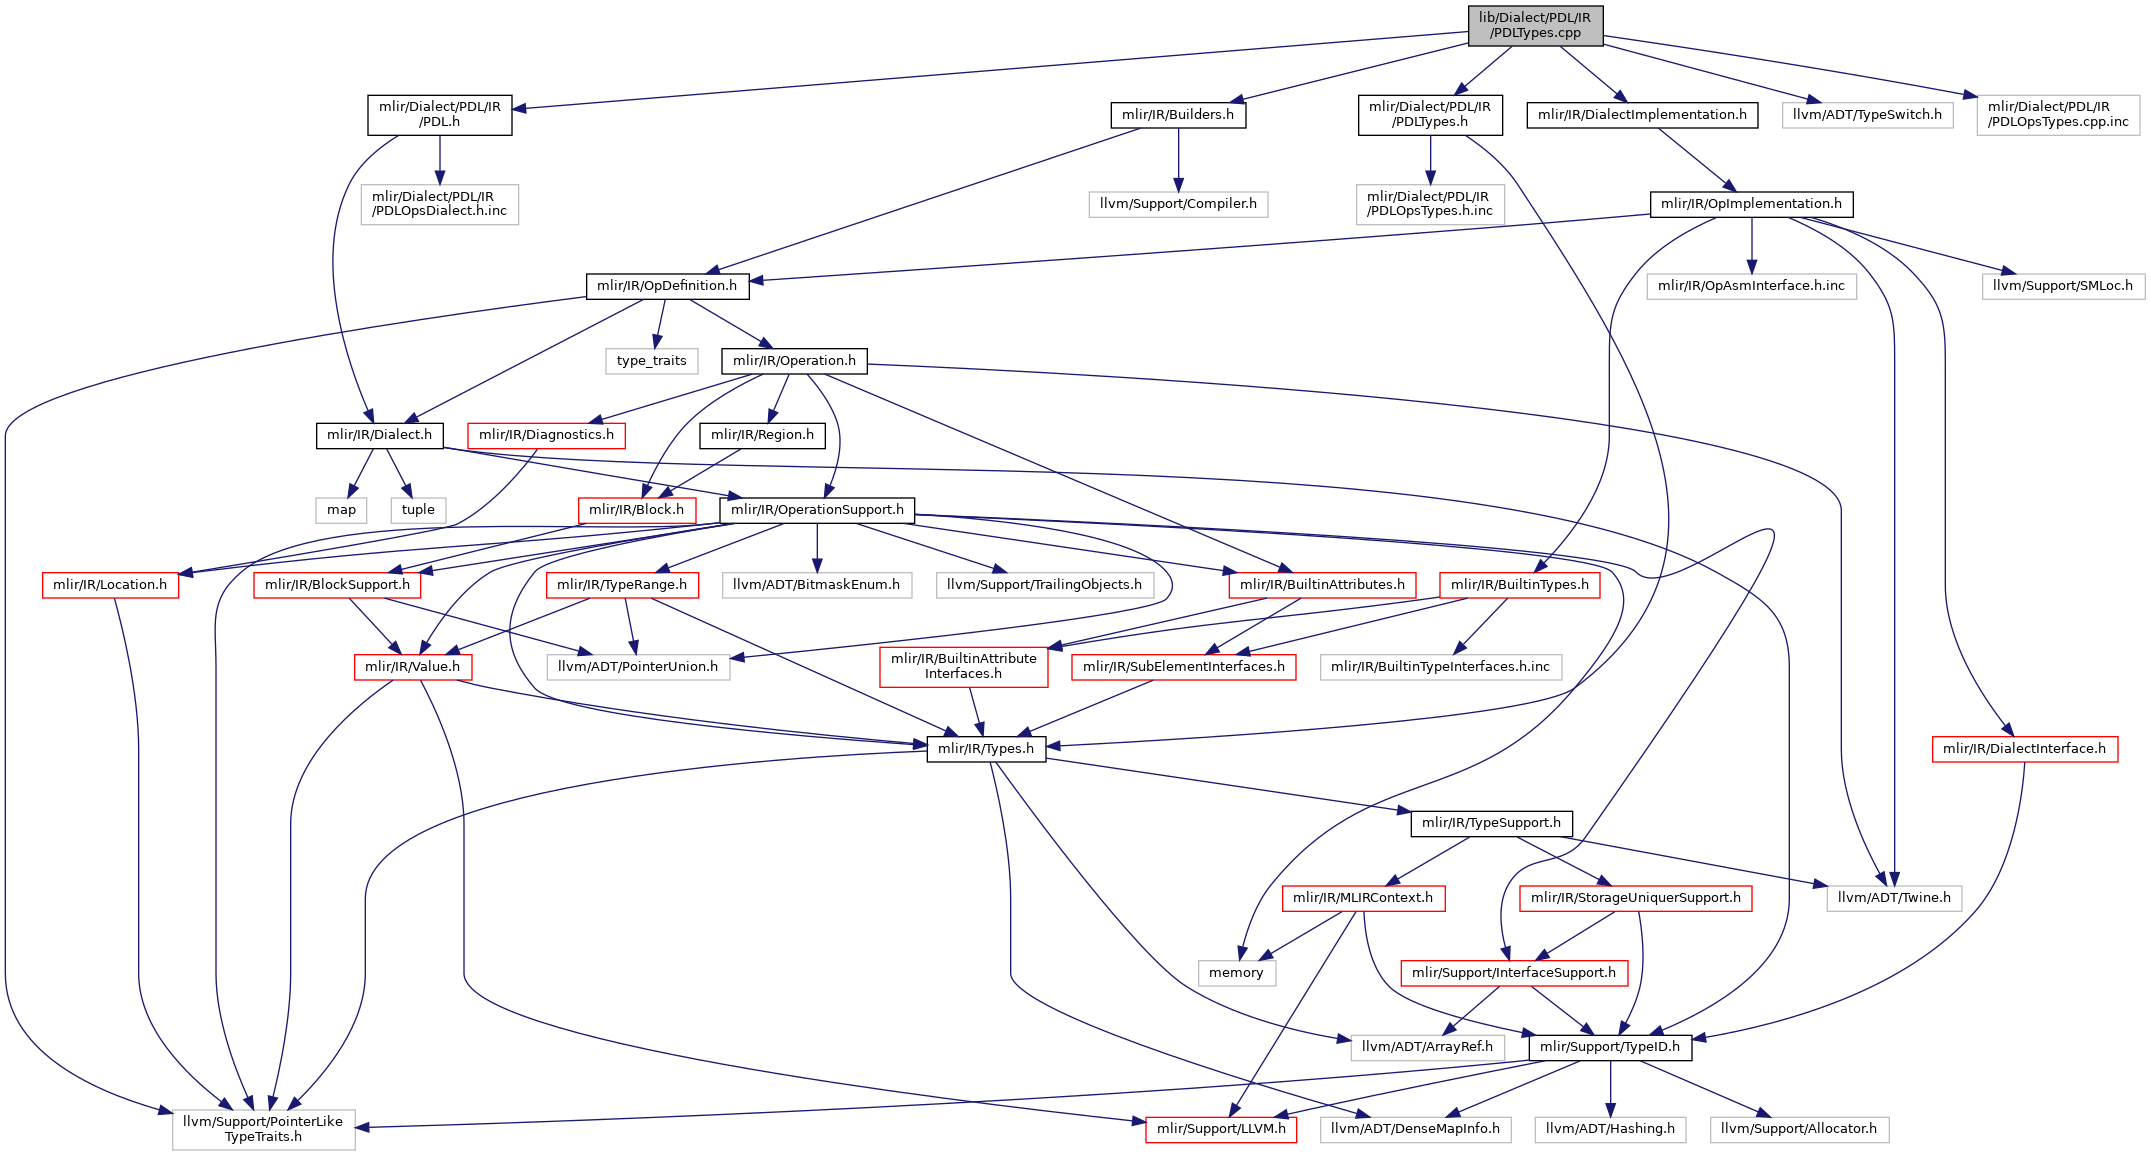 lib/Dialect/PDL/IR
/PDLTypes.cpp
mlir/Dialect/PDL/IR
/PDL.h
mlir/IR/Builders.h
mlir/Dialect/PDL/IR
/PDLTypes.h
mlir/IR/DialectImplementation.h
llvm/ADT/TypeSwitch.h
mlir/Dialect/PDL/IR
/PDLOpsTypes.cpp.inc
mlir/Dialect/PDL/IR
/PDLOpsDialect.h.inc
llvm/Support/Compiler.h
mlir/Dialect/PDL/IR
/PDLOpsTypes.h.inc
mlir/IR/OpImplementation.h
mlir/IR/OpDefinition.h
mlir/IR/OpAsmInterface.h.inc
llvm/Support/SMLoc.h
type_traits
mlir/IR/Operation.h
mlir/IR/Dialect.h
mlir/IR/Diagnostics.h
mlir/IR/Region.h
map
tuple
mlir/IR/Block.h
mlir/IR/OperationSupport.h
mlir/IR/Location.h
mlir/IR/BlockSupport.h
mlir/IR/TypeRange.h
llvm/ADT/BitmaskEnum.h
llvm/Support/TrailingObjects.h
mlir/IR/BuiltinAttributes.h
mlir/IR/BuiltinTypes.h
mlir/IR/Value.h
llvm/ADT/PointerUnion.h
mlir/IR/BuiltinAttribute
Interfaces.h
mlir/IR/SubElementInterfaces.h
mlir/IR/BuiltinTypeInterfaces.h.inc
mlir/IR/Types.h
mlir/IR/DialectInterface.h
mlir/IR/TypeSupport.h
mlir/IR/MLIRContext.h
mlir/IR/StorageUniquerSupport.h
llvm/ADT/Twine.h
memory
mlir/Support/InterfaceSupport.h
llvm/ADT/ArrayRef.h
mlir/Support/TypeID.h
llvm/Support/PointerLike
TypeTraits.h
mlir/Support/LLVM.h
llvm/ADT/DenseMapInfo.h
llvm/ADT/Hashing.h
llvm/Support/Allocator.h